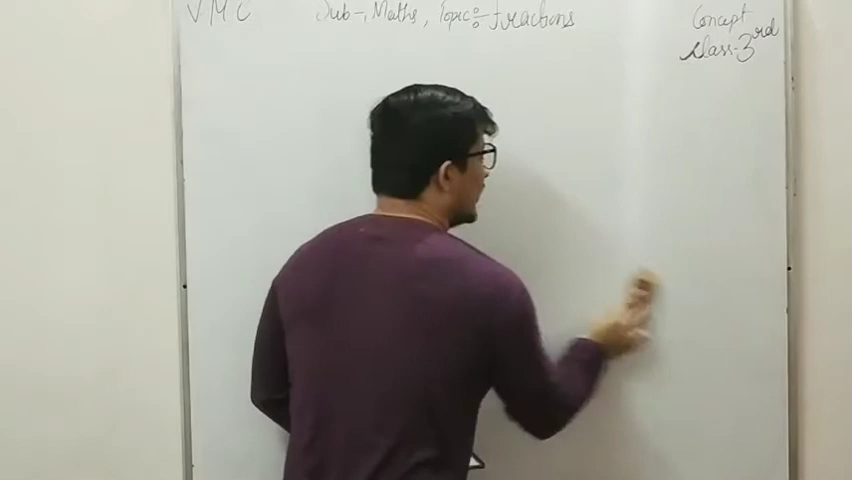 VMC
Sub-, Maths, Topic:- Fractions
Concept
Class-3rd